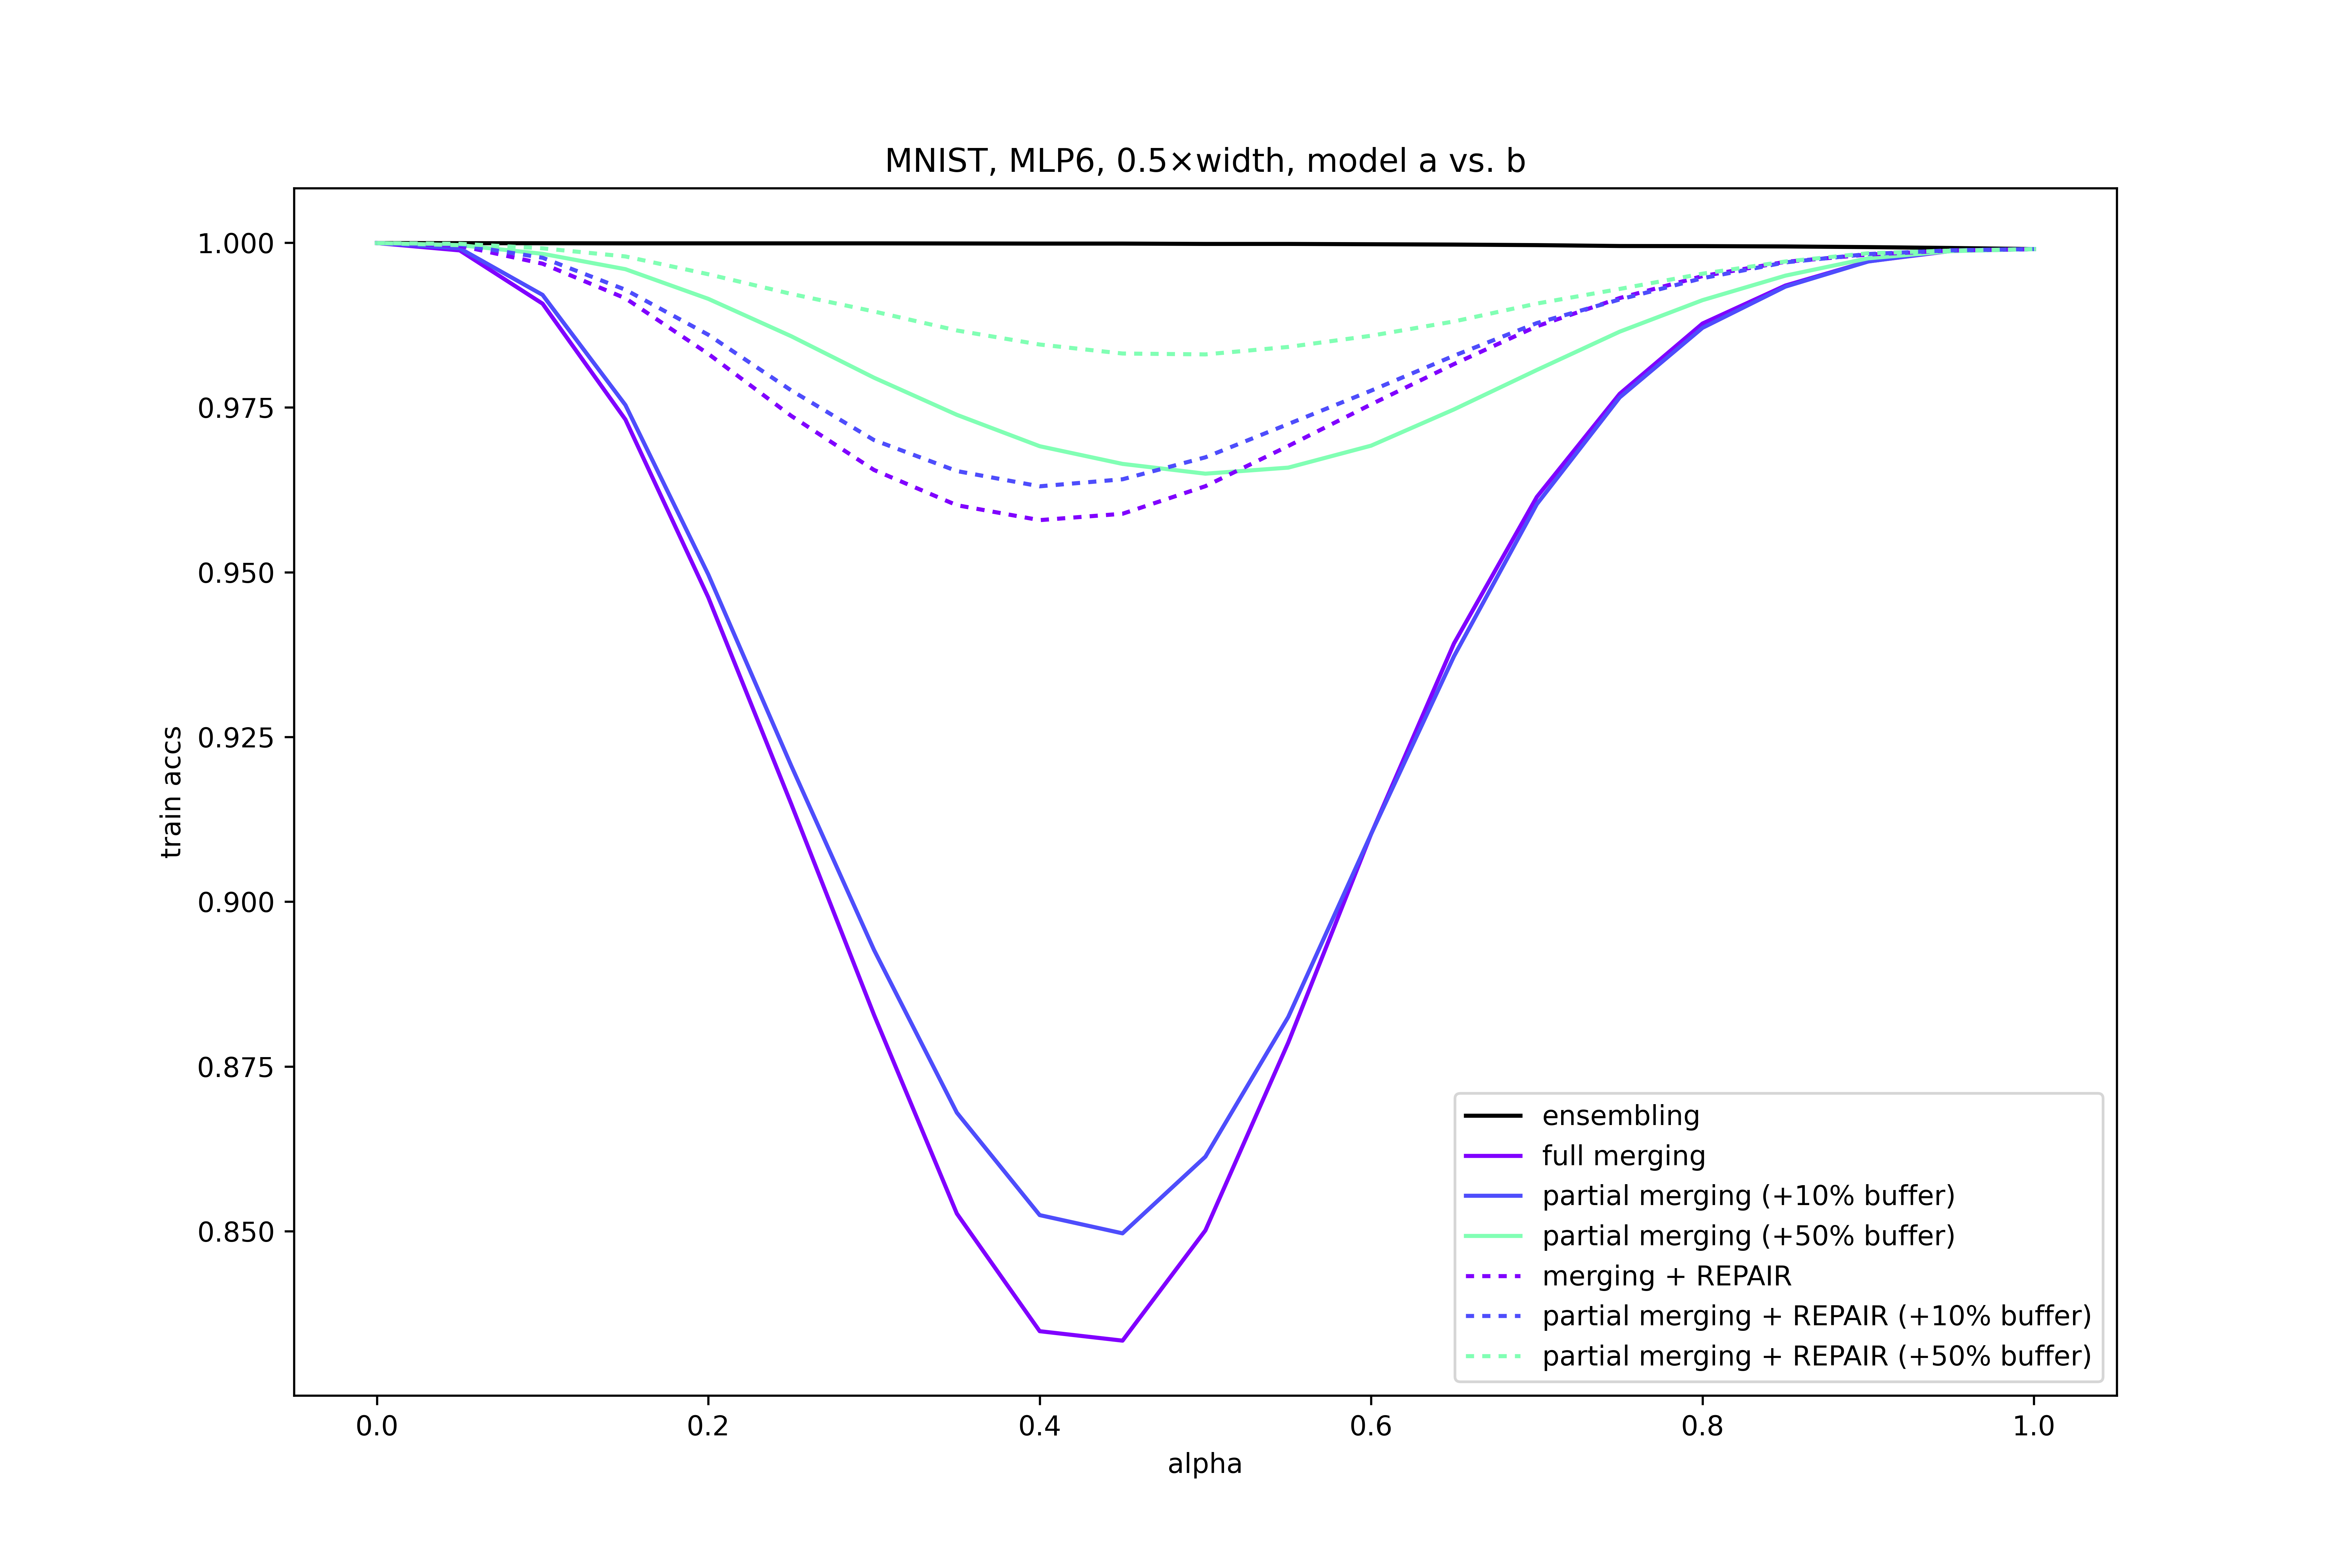 MNIST, MLP6, 0.5×width, model a vs. b
1.000
0.975
0.950
0.925
0.900
0.875
0.850
train accs
0.0
0.2
0.4
0.6
0.8
1.0
alpha
ensembling
full merging
partial merging (+10% buffer)
partial merging (+50% buffer)
merging + REPAIR
partial merging + REPAIR (+10% buffer)
partial merging + REPAIR (+50% buffer)